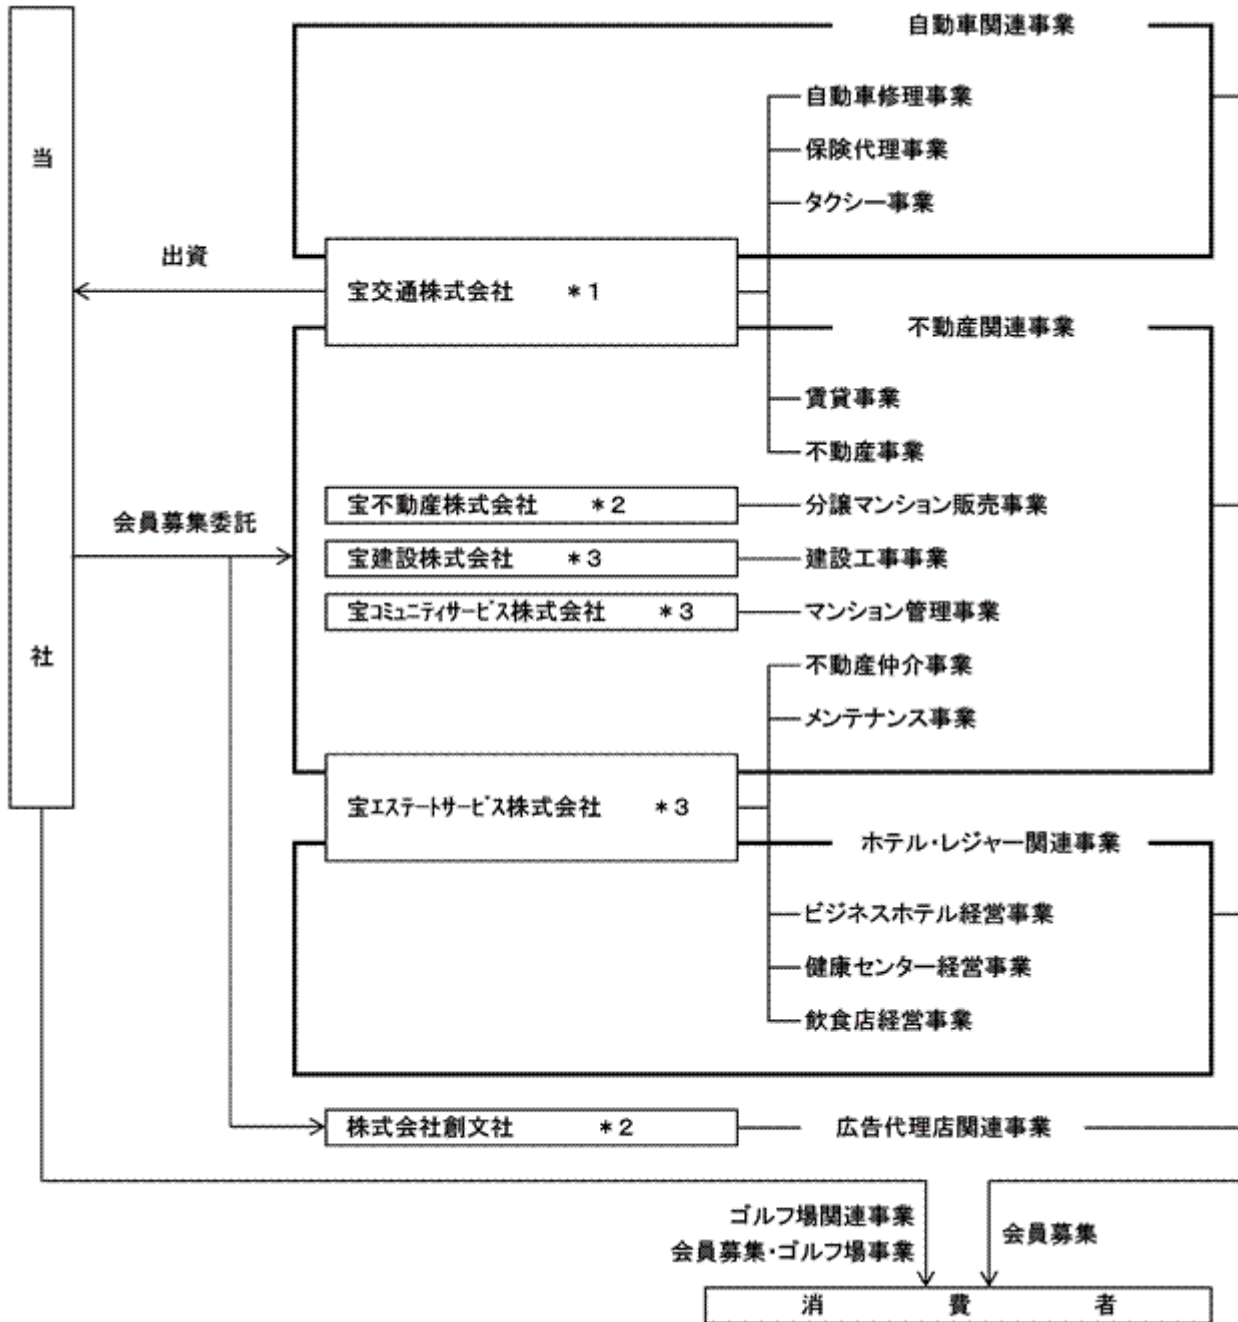 当
社
自動車関連事業
自動車修理事業
保険代理事業
タクシー事業
出資
宝交通株式会社 *1
不動産関連事業
賃貸事業
不動産事業
宝不動産株式会社 *2
分譲マンション販売事業
会員募集委託
宝建設株式会社 *3
建設工事事業
宝コミュニティサービス株式会社 *3
マンション管理事業
不動産仲介事業
メンテナンス事業
宝エステートサービス株式会社 *3
ホテル・レジャー関連事業
ビジネスホテル経営事業
健康センター経営事業
飲食店経営事業
株式会社創文社 *2
広告代理店関連事業
ゴルフ場関連事業
会員募集・ゴルフ場事業
会員募集
消費者